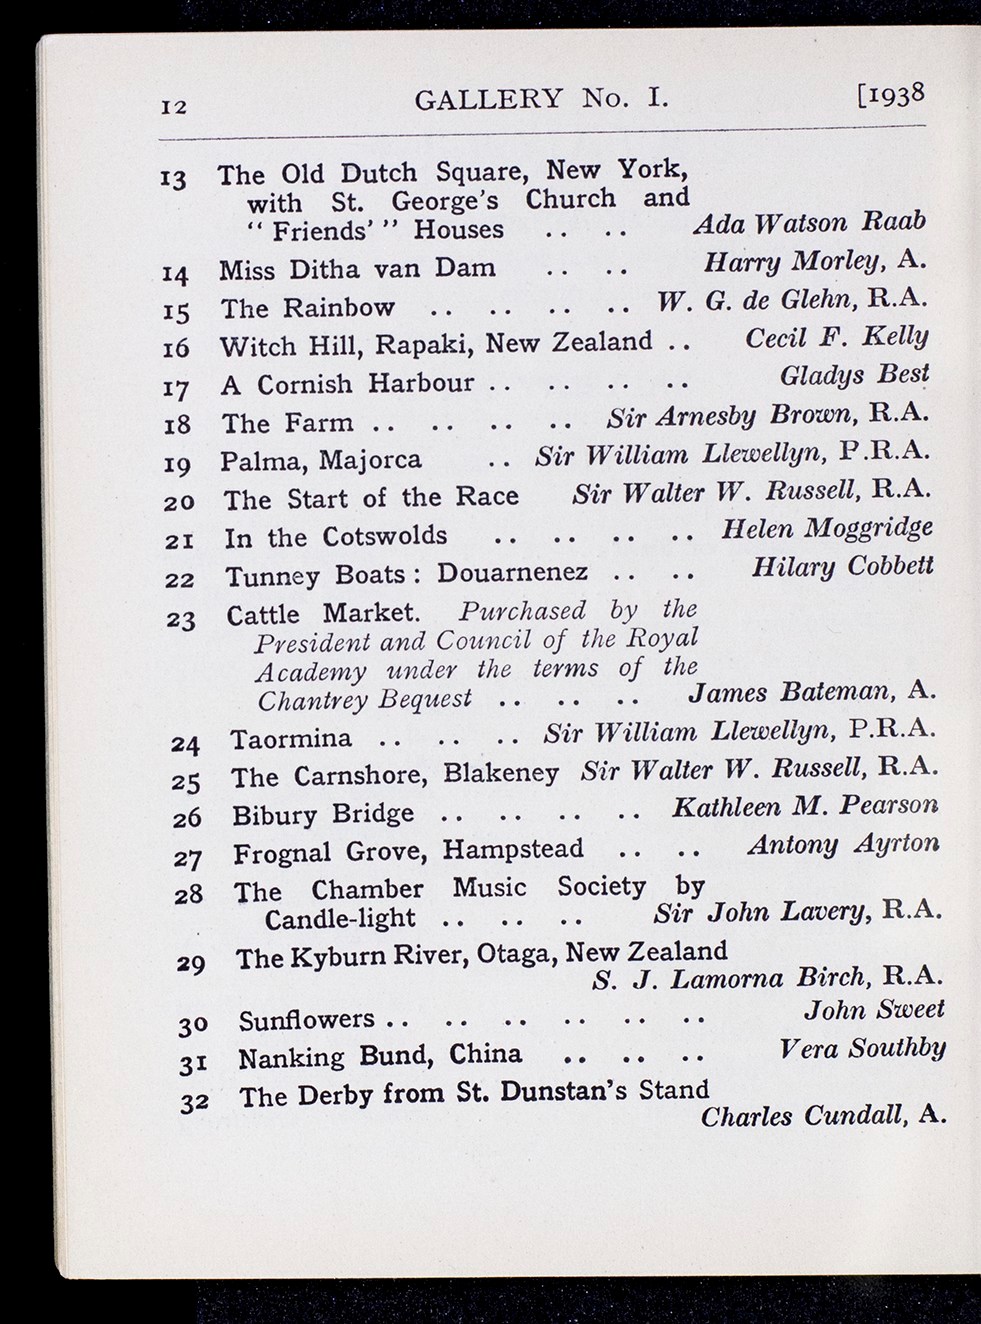 12 GALLERY No. I. [1938
13 The Old Dutch Square, New York,
with St. George's Church and
“ Friends' ” Houses .. .. Ada Watson Raab
14 Miss Ditha van Dam .. .. Harry Morley, A.
15 The Rainbow .. .. .. .. W. G. de Glehn, R.A.
16 Witch Hill, Rapaki, New Zealand .. Cecil F. Kelly
17 A Cornish Harbour .. .. .. .. Gladys Best
18 The Farm .. .. .. .. Sir Arnesby Brown, R.A.
19 Palma, Majorca .. Sir William Llewellyn, P.R.A.
20 The Start of the Race Sir Walter W. Russell, R.A.
21 In the Cotswolds .. .. .. .. Helen Moggridge
22 Tunney Boats : Douarnenez .. .. Hilary Cobbett
23 Cattle Market. Purchased by the
President and Council of the Royal
Academy under the terms of the
Chantrey Bequest .. .. .. James Bateman, A.
24 Taormina .. .. .. Sir William Llewellyn, P.R.A.
25 The Carnshore, Blakeney Sir Walter W. Russell, R.A.
26 Bibury Bridge .. .. .. .. Kathleen M. Pearson
27 Frognal Grove, Hampstead .. .. Antony Ayrton
28 The Chamber Music Society by
Candle-light .. .. .. Sir John Lavery, R.A.
29 The Kyburn River, Otaga, New Zealand
S. J. Lamorna Birch, R.A.
30 Sunflowers .. .. .. .. .. .. John Sweet
31 Nanking Bund, China .. .. .. Vera Southby
32 The Derby from St. Dunstan's Stand
Charles Cundall, A.